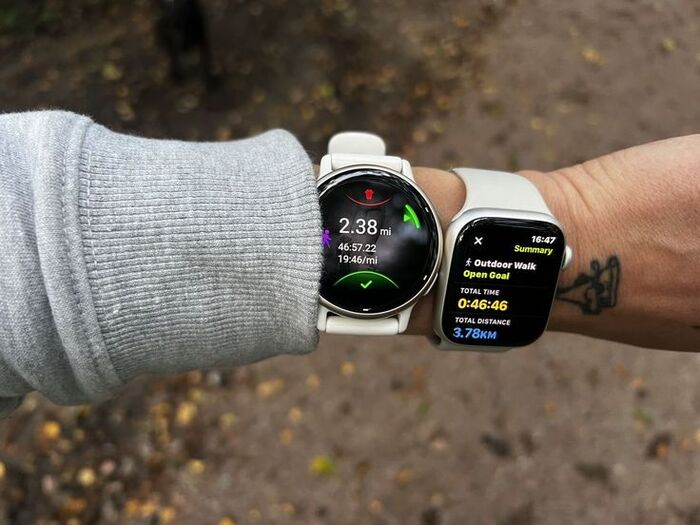 2.38 mi
46:57.22
19:46/mi
16:47
Summary
Outdoor Walk
Open Goal
TOTAL TIME
0:46:46
TOTAL DISTANCE
3.78KM